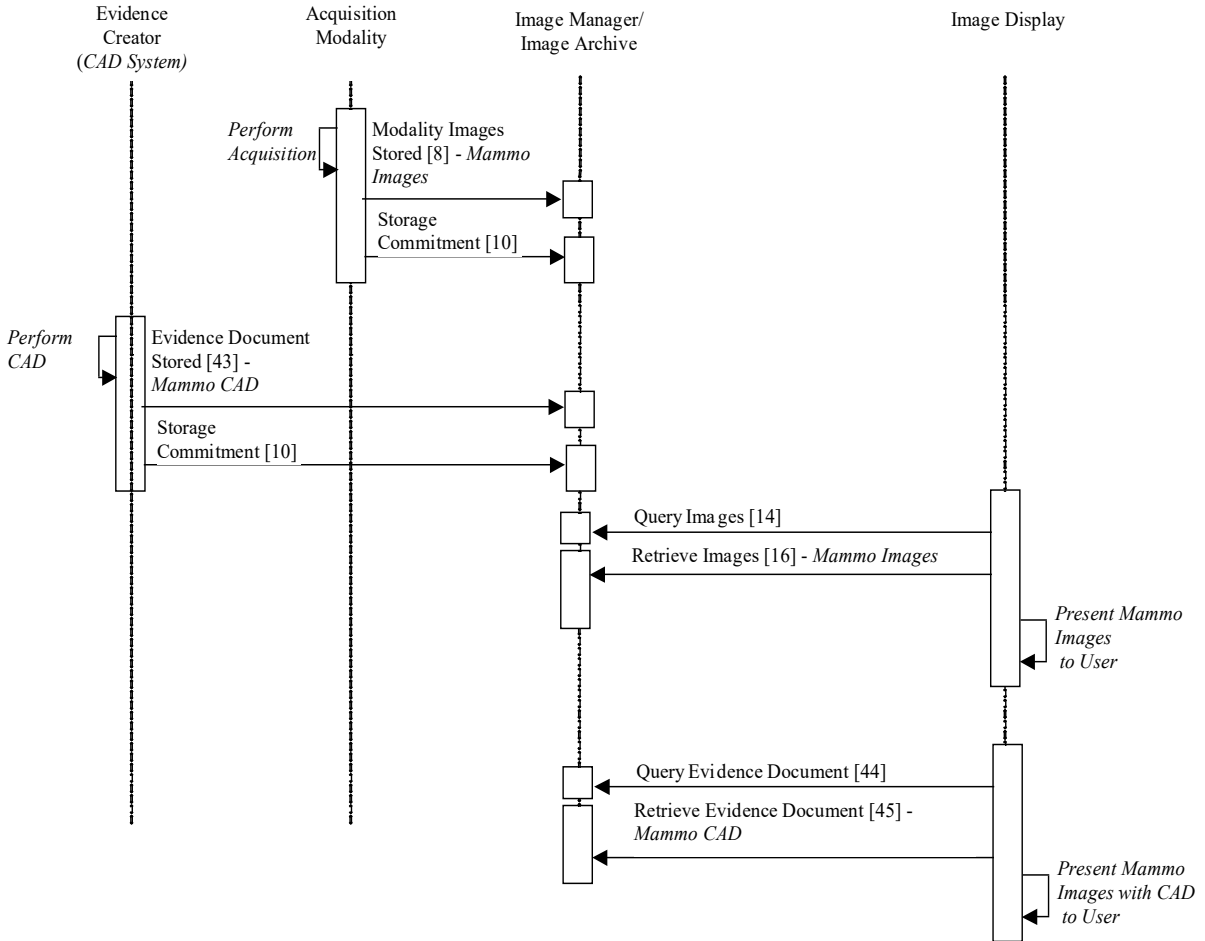 Evidence
Creator
(CAD System)
Acquisition
Modality
Image Manager/
Image Archive
Image Display
Perform
Acquisition
Modality Images
Stored [8] - Mammo
Images
Storage
Commitment [10]
Perform
CAD
Evidence Document
Stored [43] -
Mammo CAD
Storage
Commitment [10]
Query Images [14]
Retrieve Images [16] - Mammo Images
Present Mammo
Images
to User
Query Evidence Document [44]
Retrieve Evidence Document [45] -
Mammo CAD
Present Mammo
Images with CAD
to User